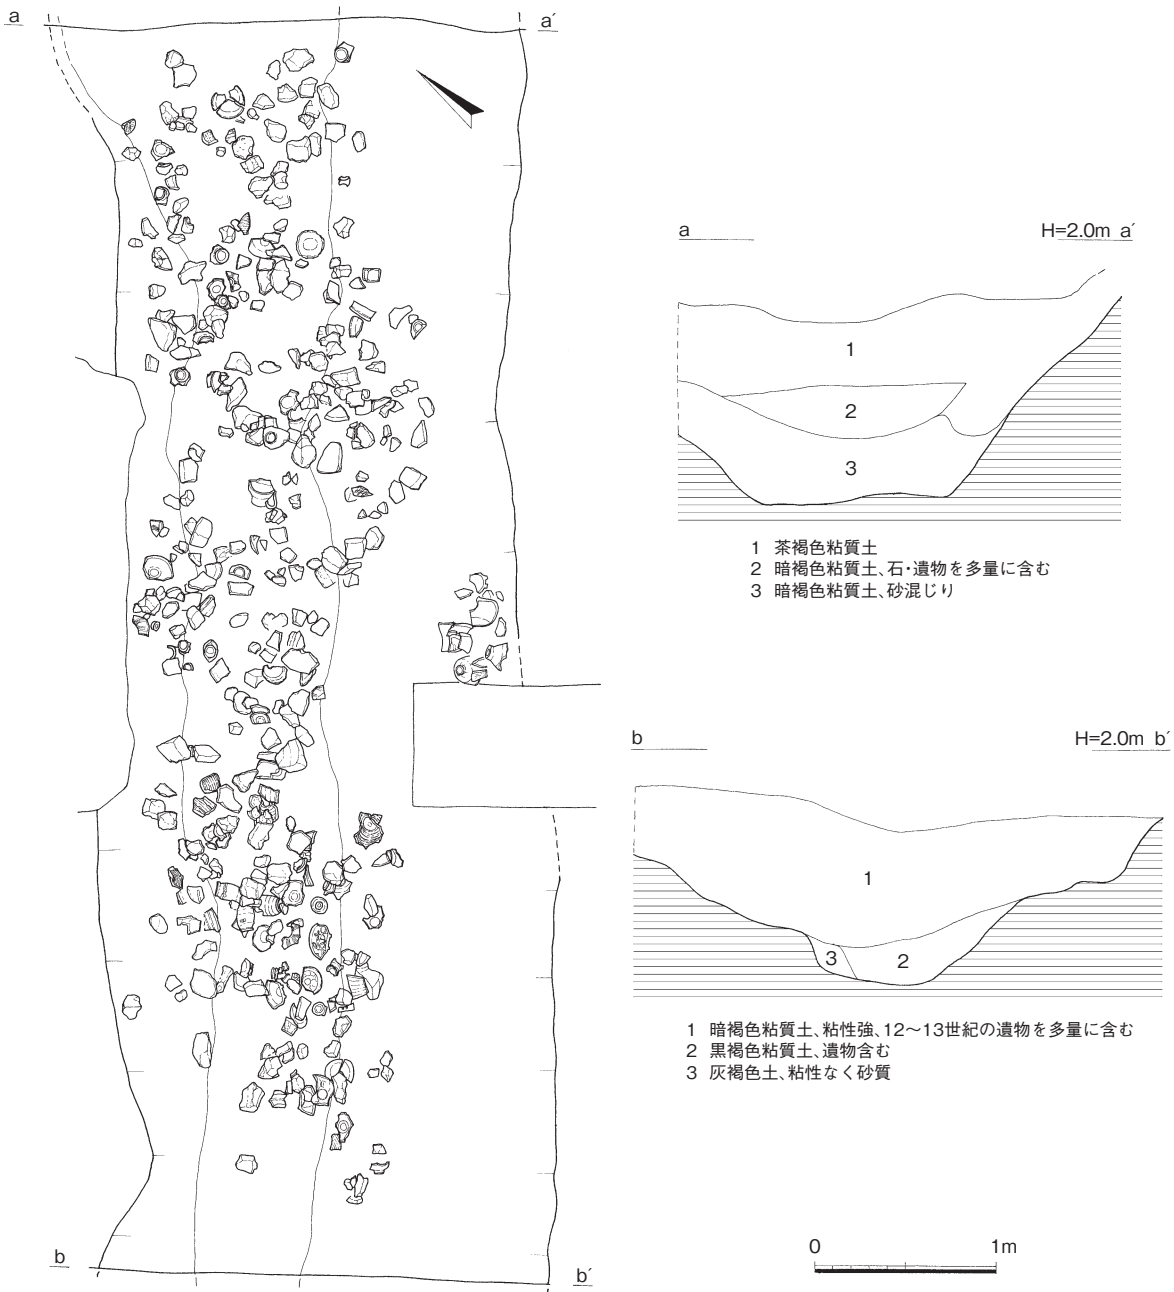 a
a′
b
b′
a
H=2.0m a′
1
2
3
1 茶褐色粘質土
2 暗褐色粘質土、石・遺物を多量に含む
3 暗褐色粘質土、砂混じり
b
H=2.0m b′
1
3
2
1 暗褐色粘質土、粘性強、12〜13世紀の遺物を多量に含む
2 黒褐色粘質土、遺物含む
3 灰褐色土、粘性なく砂質
0 1m